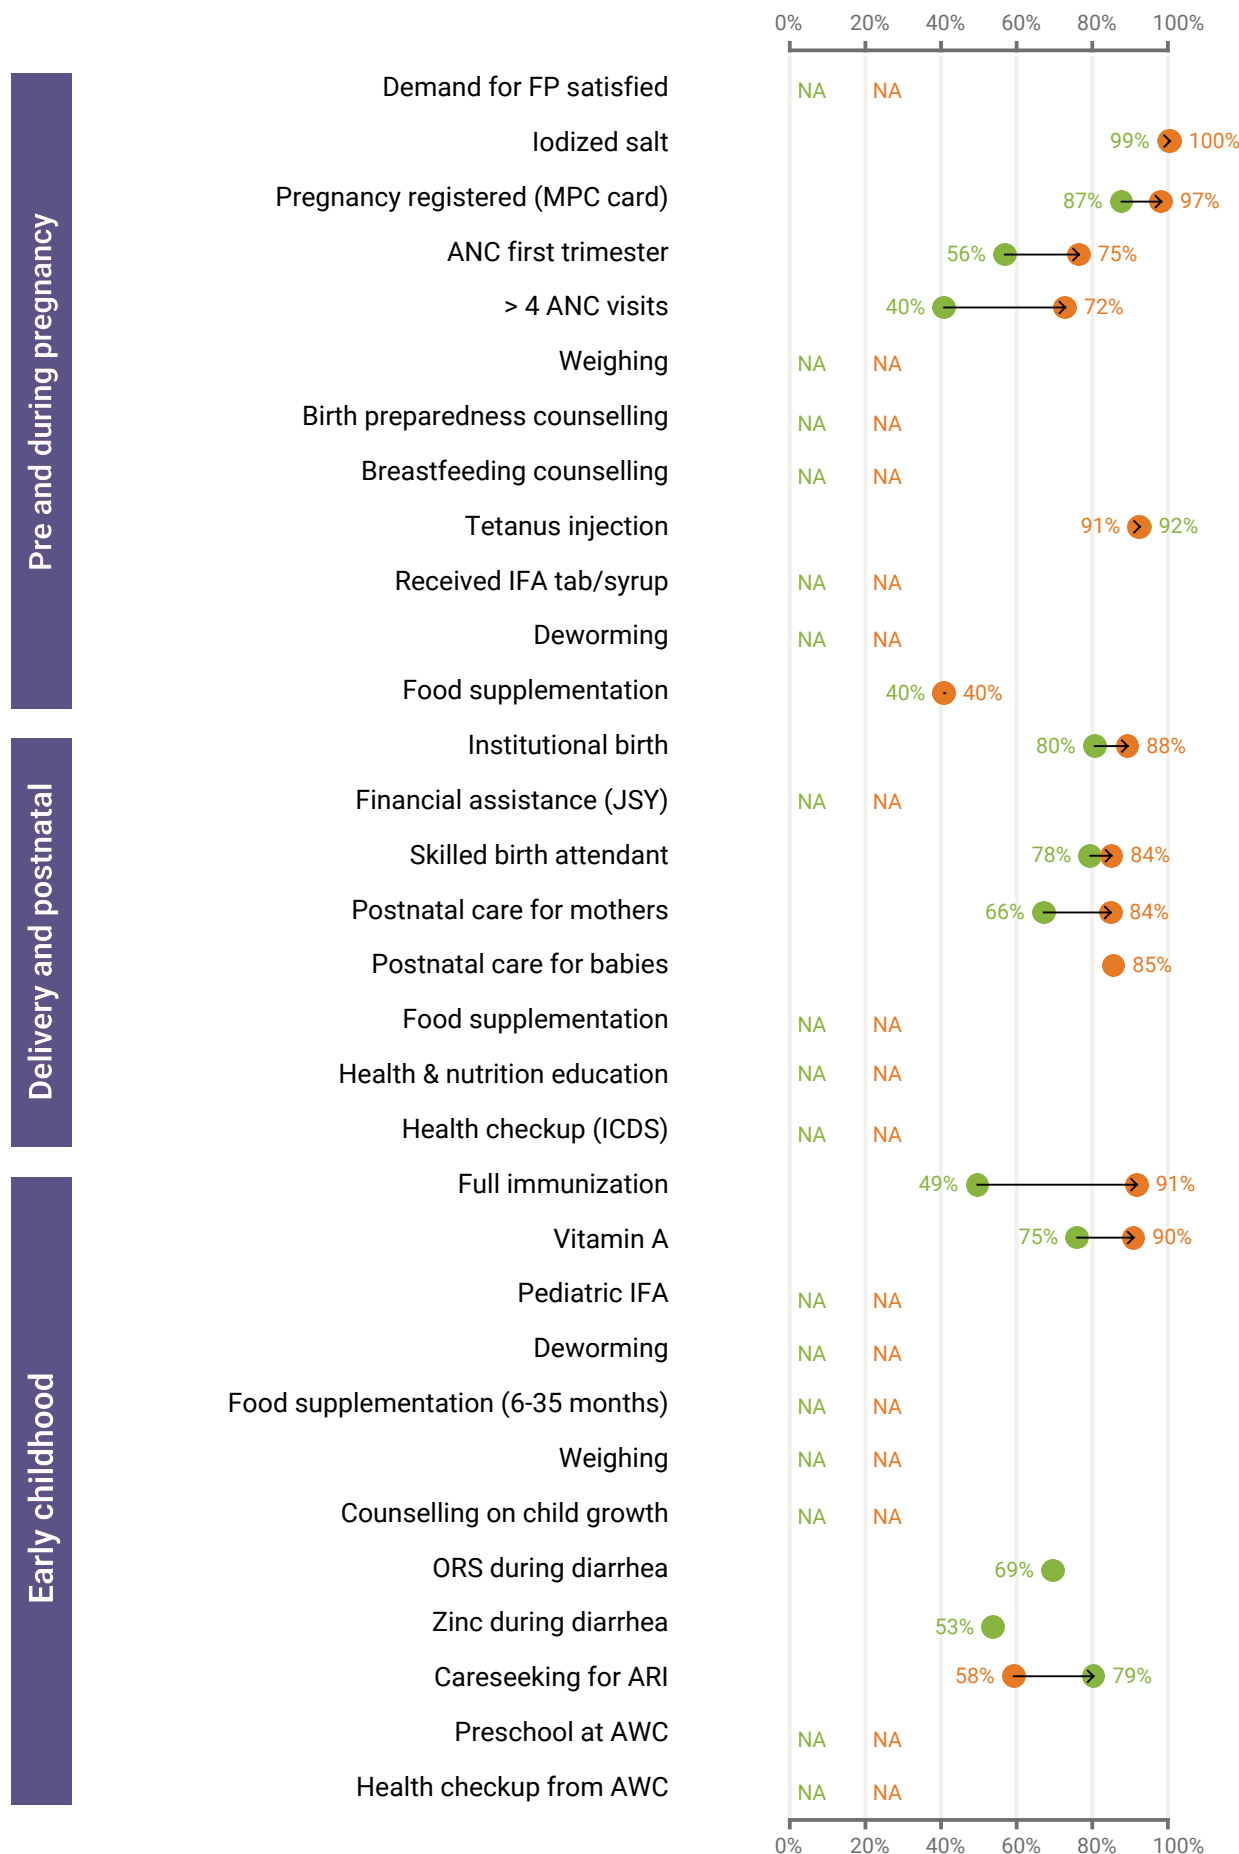 0% 20% 40% 60% 80% 100%
Pre and during pregnancy
Demand for FP satisfied NA NA
Iodized salt 99% 100%
Pregnancy registered (MPC card) 87% 97%
ANC first trimester 56% 75%
> 4 ANC visits 40% 72%
Weighing NA NA
Birth preparedness counselling NA NA
Breastfeeding counselling NA NA
Tetanus injection 91% 92%
Received IFA tab/syrup NA NA
Deworming NA NA
Food supplementation 40% 40%
Delivery and postnatal
Institutional birth 80% 88%
Financial assistance (JSY) NA NA
Skilled birth attendant 78% 84%
Postnatal care for mothers 66% 84%
Postnatal care for babies 85%
Food supplementation NA NA
Health & nutrition education NA NA
Health checkup (ICDS) NA NA
Early childhood
Full immunization 49% 91%
Vitamin A 75% 90%
Pediatric IFA NA NA
Deworming NA NA
Food supplementation (6-35 months) NA NA
Weighing NA NA
Counselling on child growth NA NA
ORS during diarrhea 69%
Zinc during diarrhea 53%
Careseeking for ARI 58% 79%
Preschool at AWC NA NA
Health checkup from AWC NA NA
0% 20% 40% 60% 80% 100%